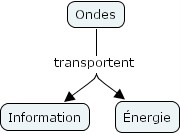 Ondes
transportent
Information
Énergie